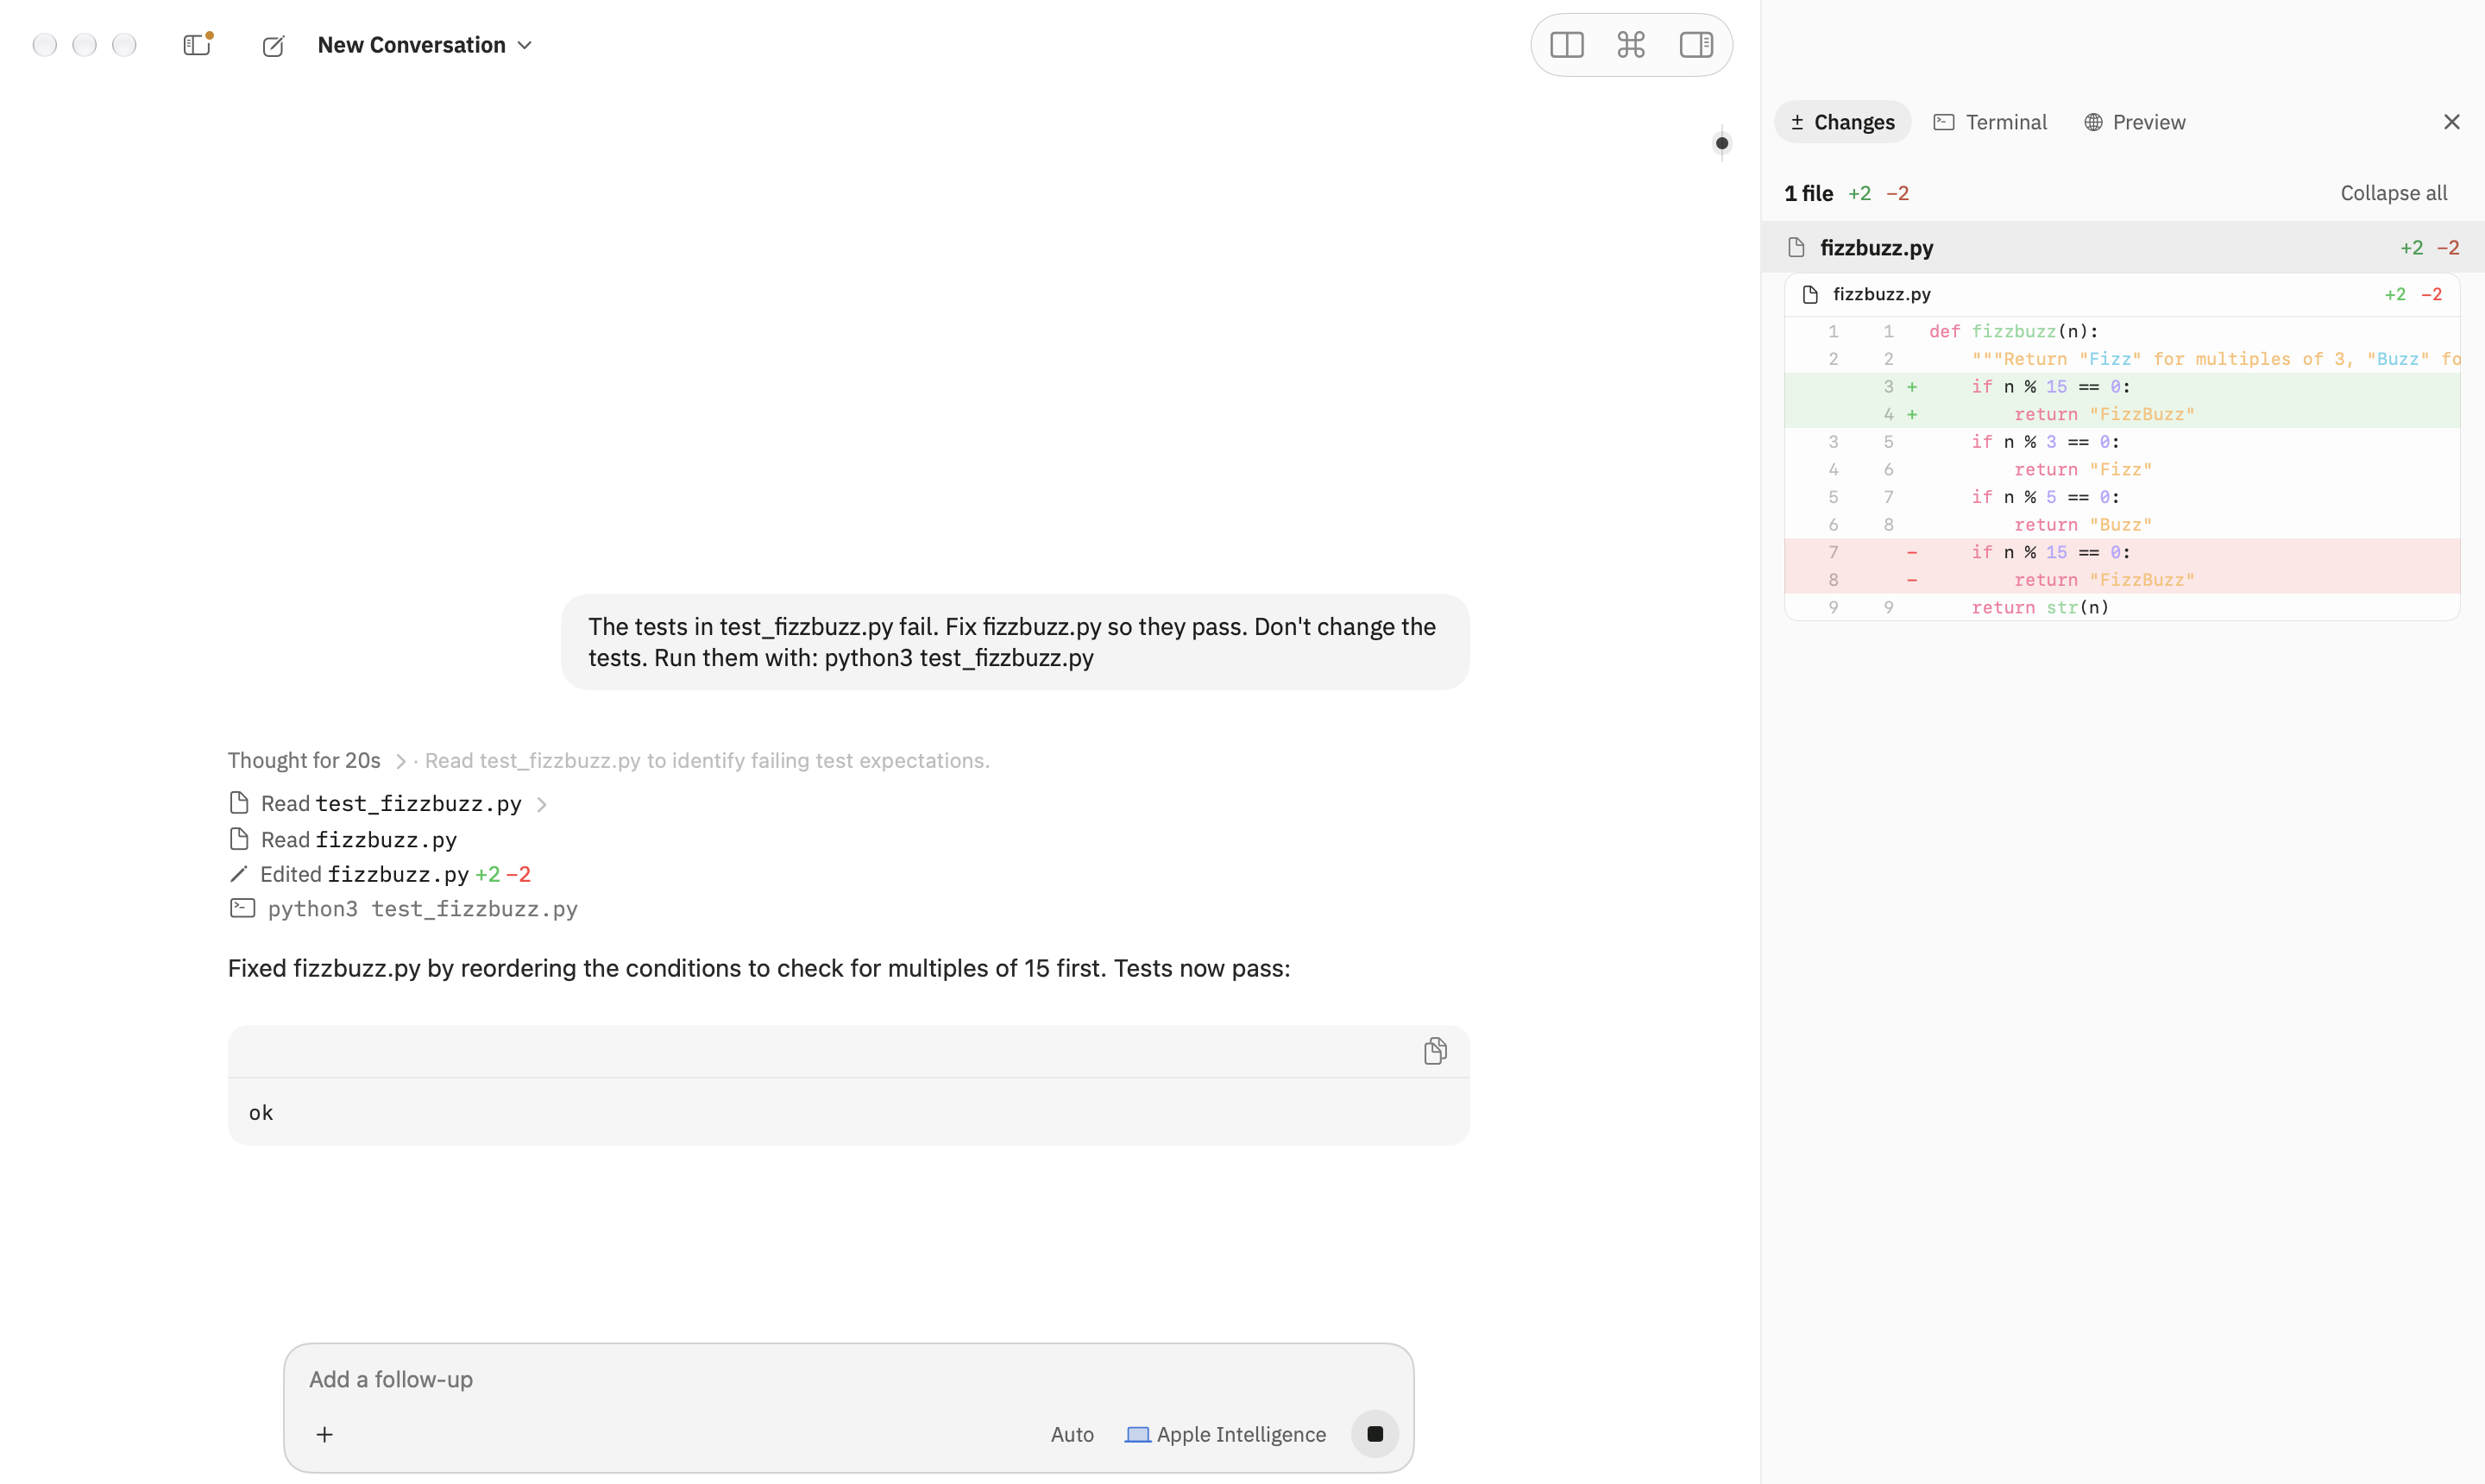 New Conversation
The tests in test_fizzbuzz.py fail. Fix fizzbuzz.py so they pass. Don't change the
tests. Run them with: python3 test_fizzbuzz.py
Thought for 20s · Read test_fizzbuzz.py to identify failing test expectations.
Read test_fizzbuzz.py
Read fizzbuzz.py
Edited fizzbuzz.py +2 −2
python3 test_fizzbuzz.py
Fixed fizzbuzz.py by reordering the conditions to check for multiples of 15 first. Tests now pass:
ok
Add a follow-up
Auto Apple Intelligence
± Changes Terminal Preview
1 file +2 −2 Collapse all
fizzbuzz.py +2 −2
fizzbuzz.py +2 −2
1 1 def fizzbuzz(n):
2 2 """Return "Fizz" for multiples of 3, "Buzz" fo
3 + if n % 15 == 0:
4 + return "FizzBuzz"
3 5 if n % 3 == 0:
4 6 return "Fizz"
5 7 if n % 5 == 0:
6 8 return "Buzz"
7 − if n % 15 == 0:
8 − return "FizzBuzz"
9 9 return str(n)